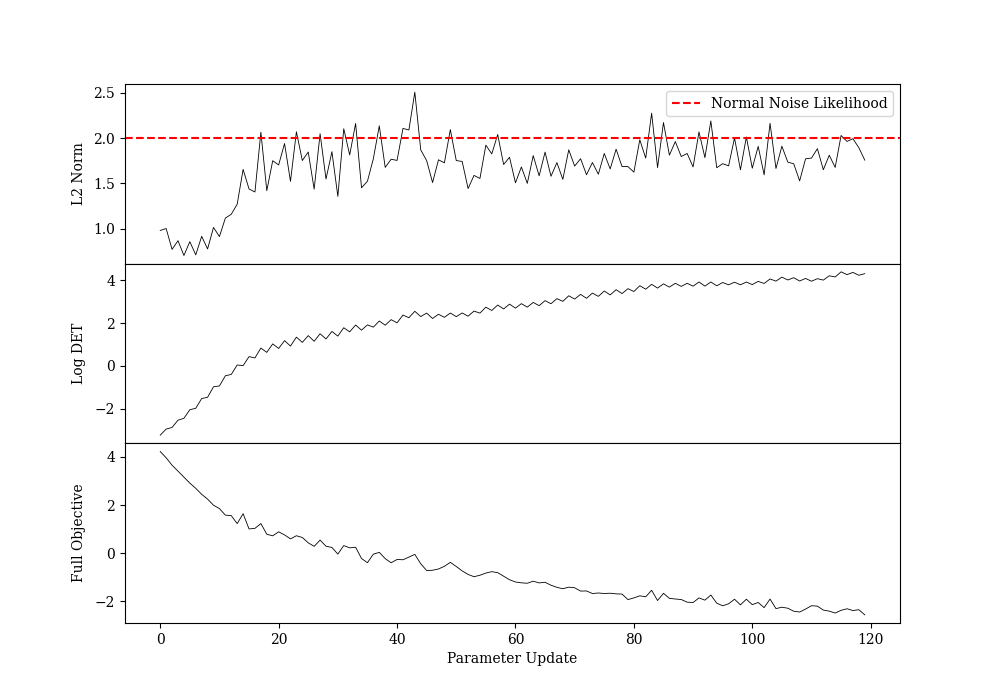 2.5
Normal Noise Likelihood
2.0
L2 Norm
1.5
1.0
4
2
Log DET
0
−2
4
2
Full Objective
0
−2
0 20 40 60 80 100 120
Parameter Update